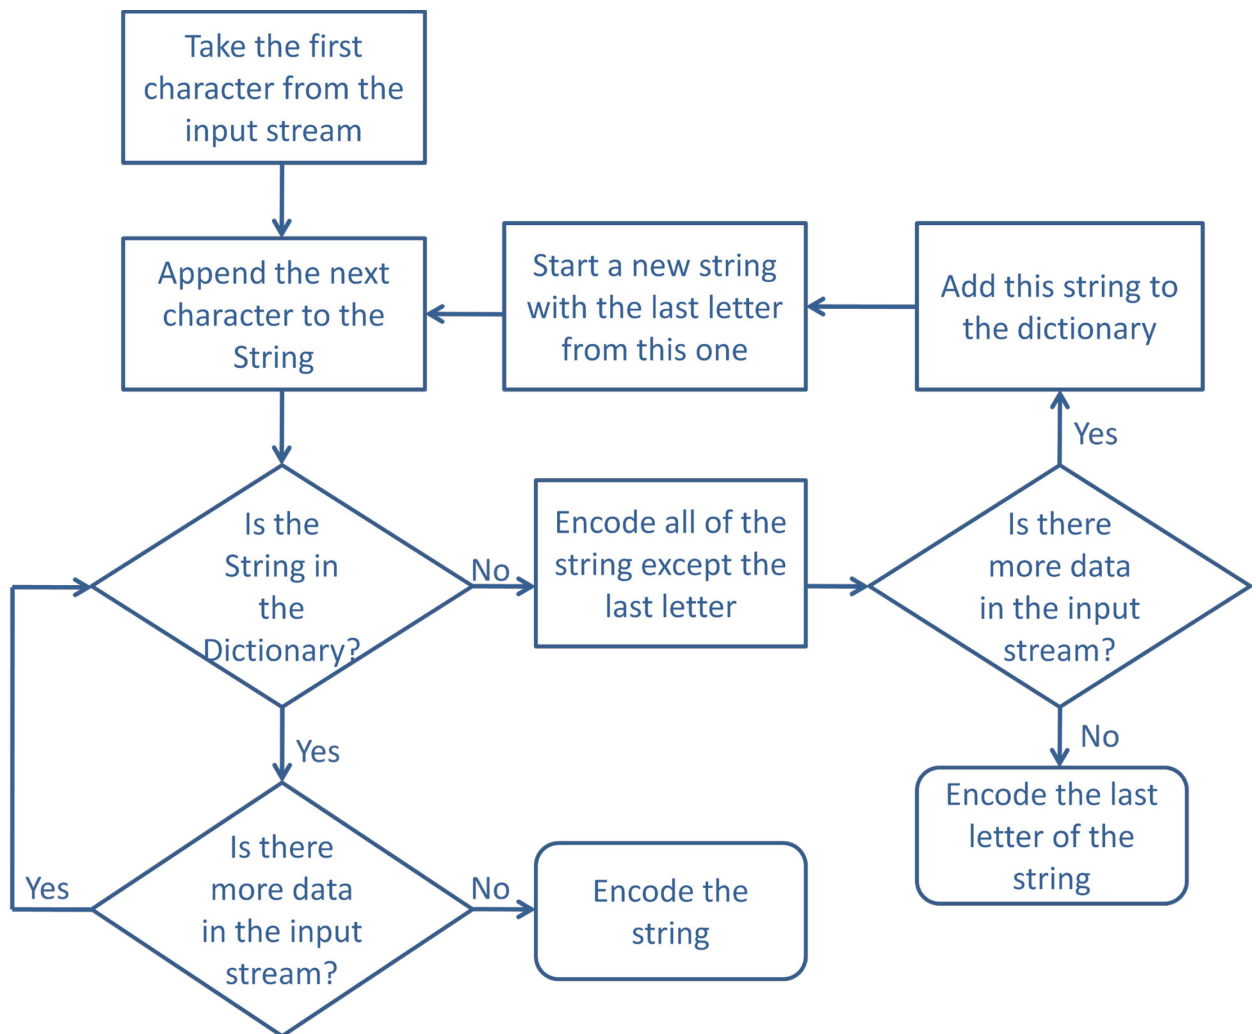 Take the first
character from the
input stream
Append the next
character to the
String
Start a new string
with the last letter
from this one
Add this string to
the dictionary
Yes
Is the
String in
the
Dictionary?
No
Encode all of the
string except the
last letter
Is there
more data
in the input
stream?
Yes
No
Encode the last
letter of the
string
Is there
more data
in the input
stream?
Yes
No
Encode the
string